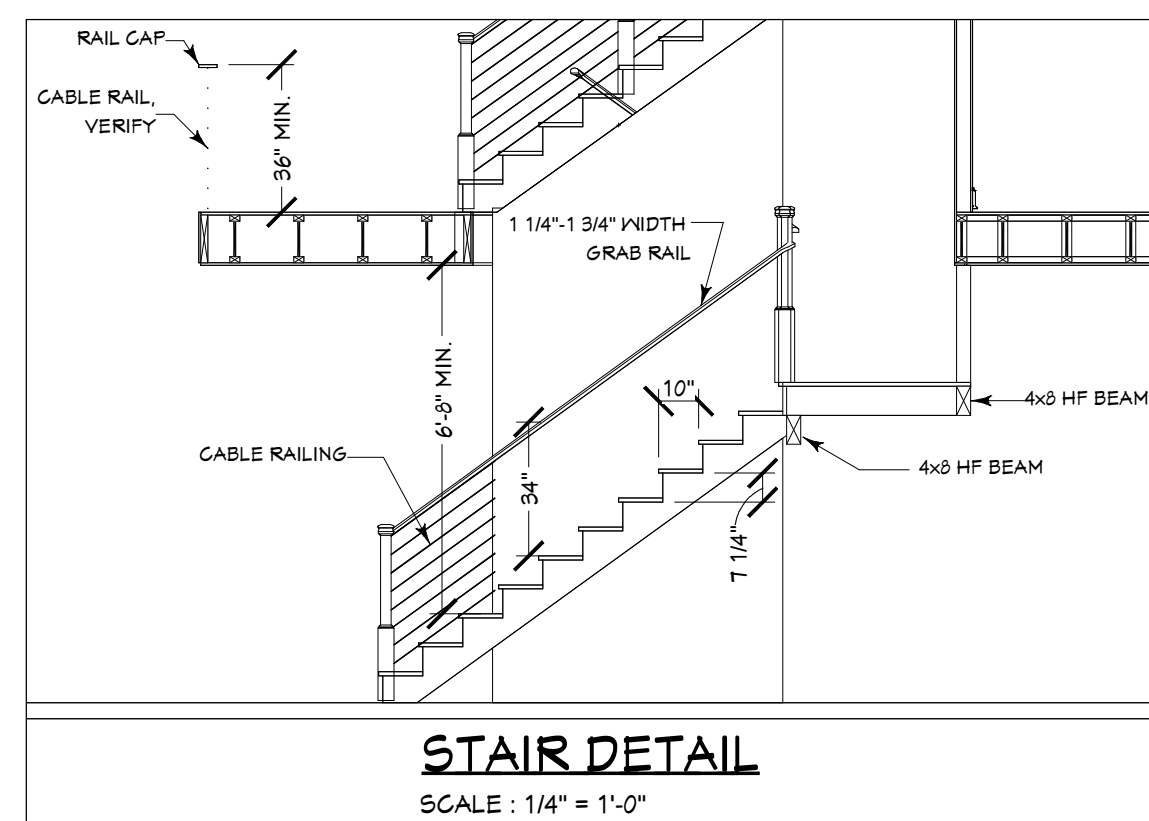 RAIL CAP
CABLE RAIL,
VERIFY
36" MIN.
1 1/4"-1 3/4" WIDTH
GRAB RAIL
6'-8" MIN.
10"
4x8 HF BEAM
CABLE RAILING
34"
4x8 HF BEAM
7 1/4"
STAIR DETAIL
SCALE : 1/4" = 1'-0"